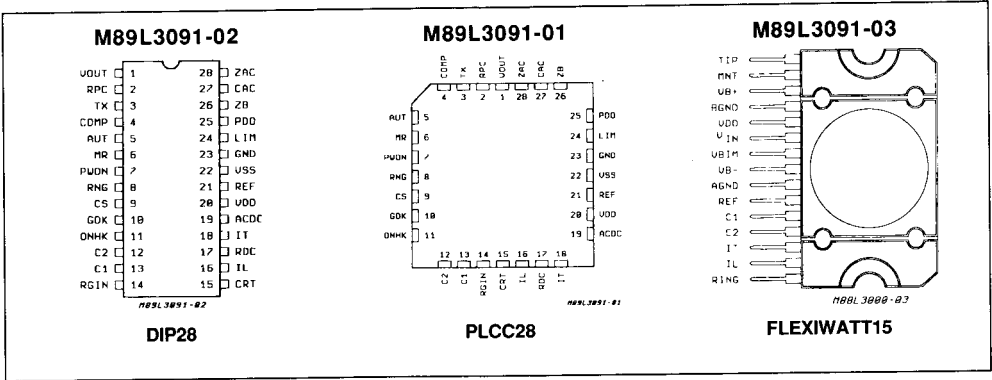 M89L3091-02
VOUT 1 28 ZAC
RPC 2 27 CAC
TX 3 26 ZB
COMP 4 25 PDO
AUT 5 24 LIM
MR 6 23 GND
PWDN 7 22 VSS
RNG 8 21 REF
CS 9 20 VDD
GDK 10 19 ACDC
ONHK 11 18 IT
C2 12 17 RDC
C1 13 16 IL
RGIN 14 15 CRT
M89L3091-02
DIP28
M89L3091-01
COMP TX RPC VOUT ZAC CAC ZB
4 3 2 1 28 27 26
AUT 5 25 PDO
MR 6 24 LIM
PWDN 7 23 GND
RNG 8 22 VSS
CS 9 21 REF
GDK 10 20 VDD
ONHK 11 19 ACDC
12 13 14 15 16 17 18
C2 C1 RGIN CRT IL RDC IT
M89L3091-01
PLCC28
M89L3091-03
TIP
MNT
VB+
BGND
VDD
VIN
VBIM
VB-
AGND
REF
C1
C2
IT
IL
RING
M88L3000-03
FLEXIWATT15